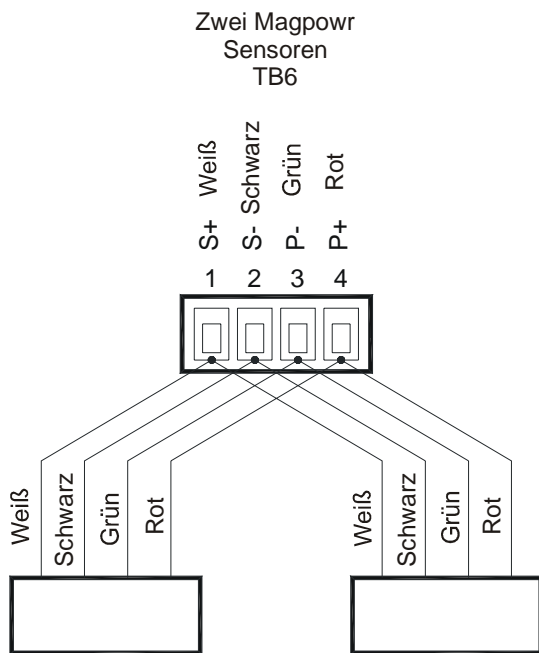 Zwei Magpowr
Sensoren
TB6
S+ Weiß
S- Schwarz
P- Grün
P+ Rot
1 2 3 4
Weiß
Schwarz
Grün
Rot
Weiß
Schwarz
Grün
Rot